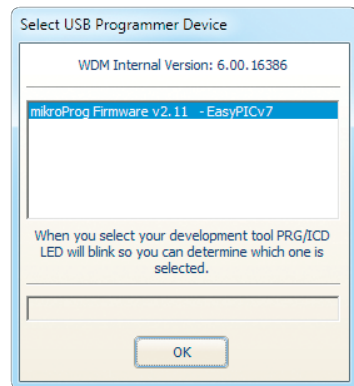 Select USB Programmer Device
WDM Internal Version: 6.00.16386
mikroProg Firmware v2.11 - EasyPICv7
When you select your development tool PRG/ICD
LED will blink so you can determine which one is
selected.
OK